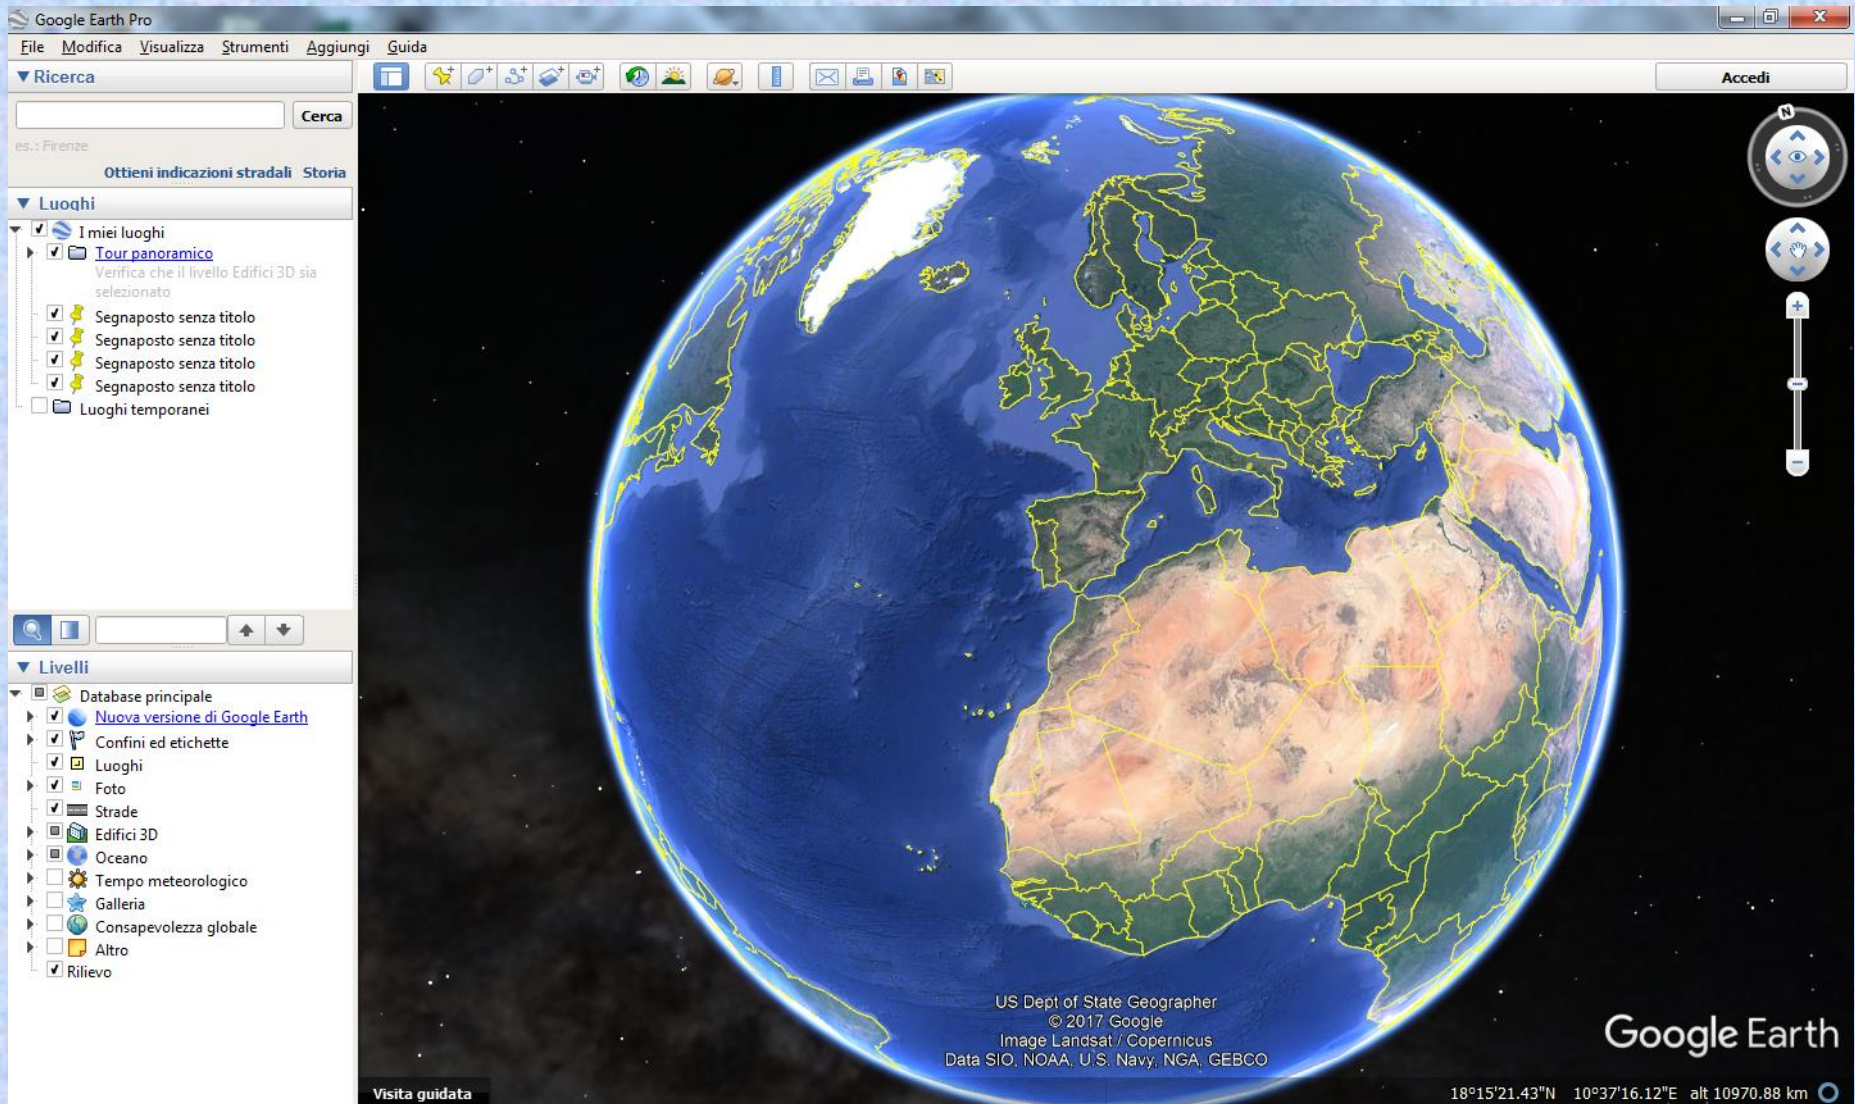 Google Earth Pro
File Modifica Visualizza Strumenti Aggiungi Guida
Ricerca
Cerca
es.: Firenze
Ottieni indicazioni stradali Storia
Luoghi
I miei luoghi
Tour panoramico
Verifica che il livello Edifici 3D sia
selezionato
Segnaposto senza titolo
Segnaposto senza titolo
Segnaposto senza titolo
Segnaposto senza titolo
Luoghi temporanei
Livelli
Database principale
Nuova versione di Google Earth
Confini ed etichette
Luoghi
Foto
Strade
Edifici 3D
Oceano
Tempo meteorologico
Galleria
Consapevolezza globale
Altro
Rilievo
Accedi
N
US Dept of State Geographer
© 2017 Google
Image Landsat / Copernicus
Data SIO, NOAA, U.S. Navy, NGA, GEBCO
Google Earth
Visita guidata
18°15'21.43"N 10°37'16.12"E alt 10970.88 km